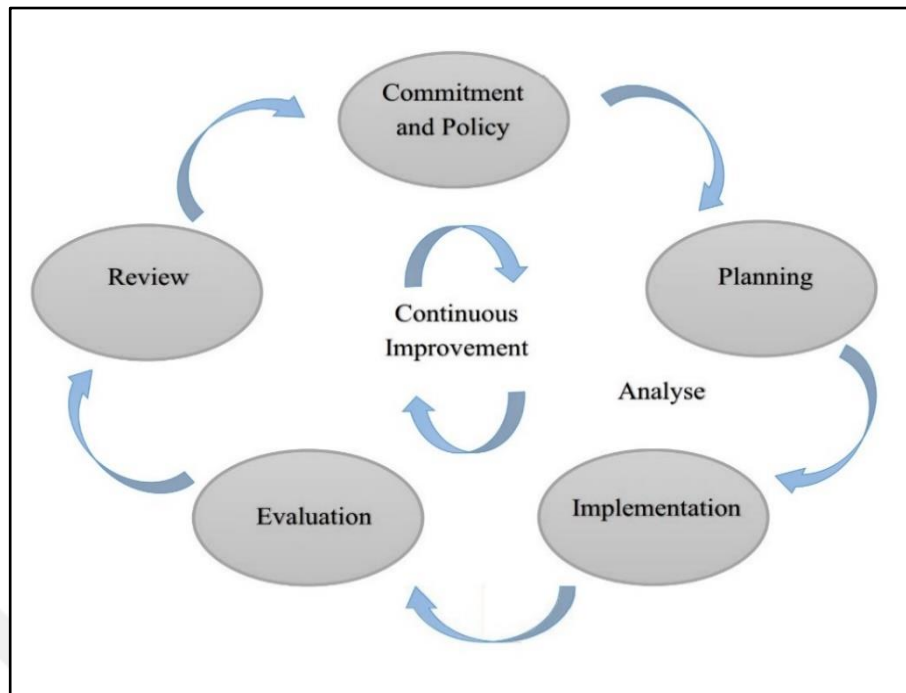 Commitment
and Policy
Review
Planning
Continuous
Improvement
Analyse
Evaluation
Implementation